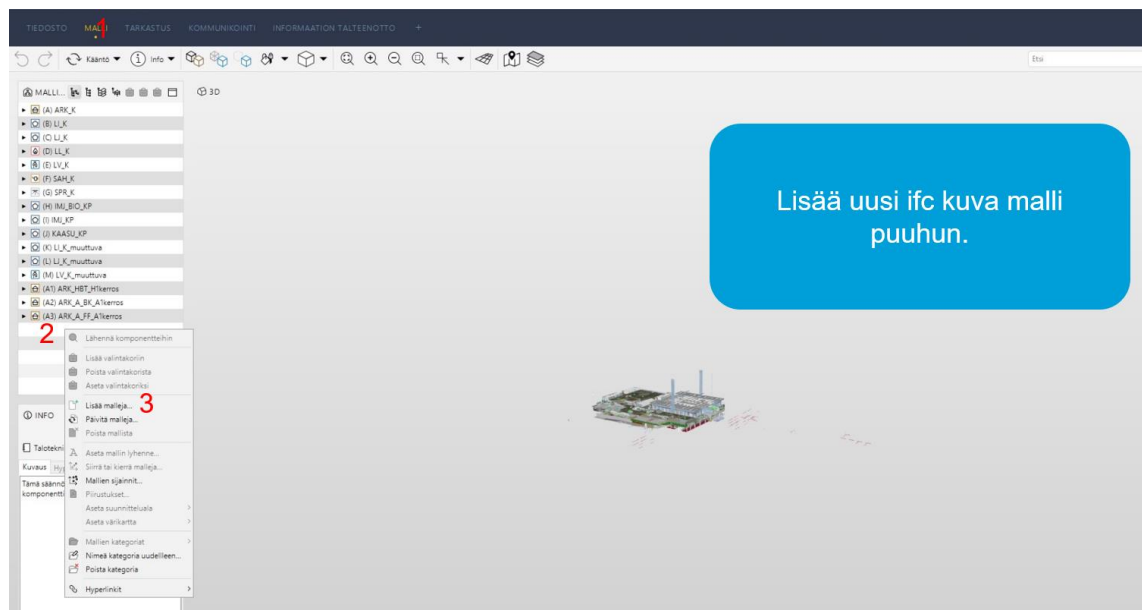 TIEDOSTO MALLI TARKASTUS KOMMUNIKOINTI INFORMAATION TALTEENOTTO +
1
Kääntö Info
Etsi
MALLI...
3D
(A) ARK_K
(B) LI_K
(C) LJ_K
(D) LL_K
(E) LV_K
(F) SAH_K
(G) SPR_K
(H) IMJ_BIO_KP
(I) IMJ_KP
(J) KAASU_KP
(K) LI_K_muuttuva
(L) LJ_K_muuttuva
(M) LV_K_muuttuva
(A1) ARK_HBT_H1kerros
(A2) ARK_A_BK_A1kerros
(A3) ARK_A_FF_A1kerros
Lisää uusi ifc kuva malli
puuhun.
2
Lähennä komponentteihin
Lisää valintakoriin
Poista valintakorista
Aseta valintakoriksi
Lisää malleja... 3
Päivitä malleja...
Poista mallista
Aseta mallin lyhenne...
Siirrä tai kierrä malleja...
Mallien sijainnit...
Piirustukset...
Aseta suunnitteluala
Aseta värikartta
Mallien kategoriat
Nimeä kategoria uudelleen...
Poista kategoria
Hyperlinkit
INFO
Talotekni
Kuvaus Hyp
Tämä säännö
komponentti